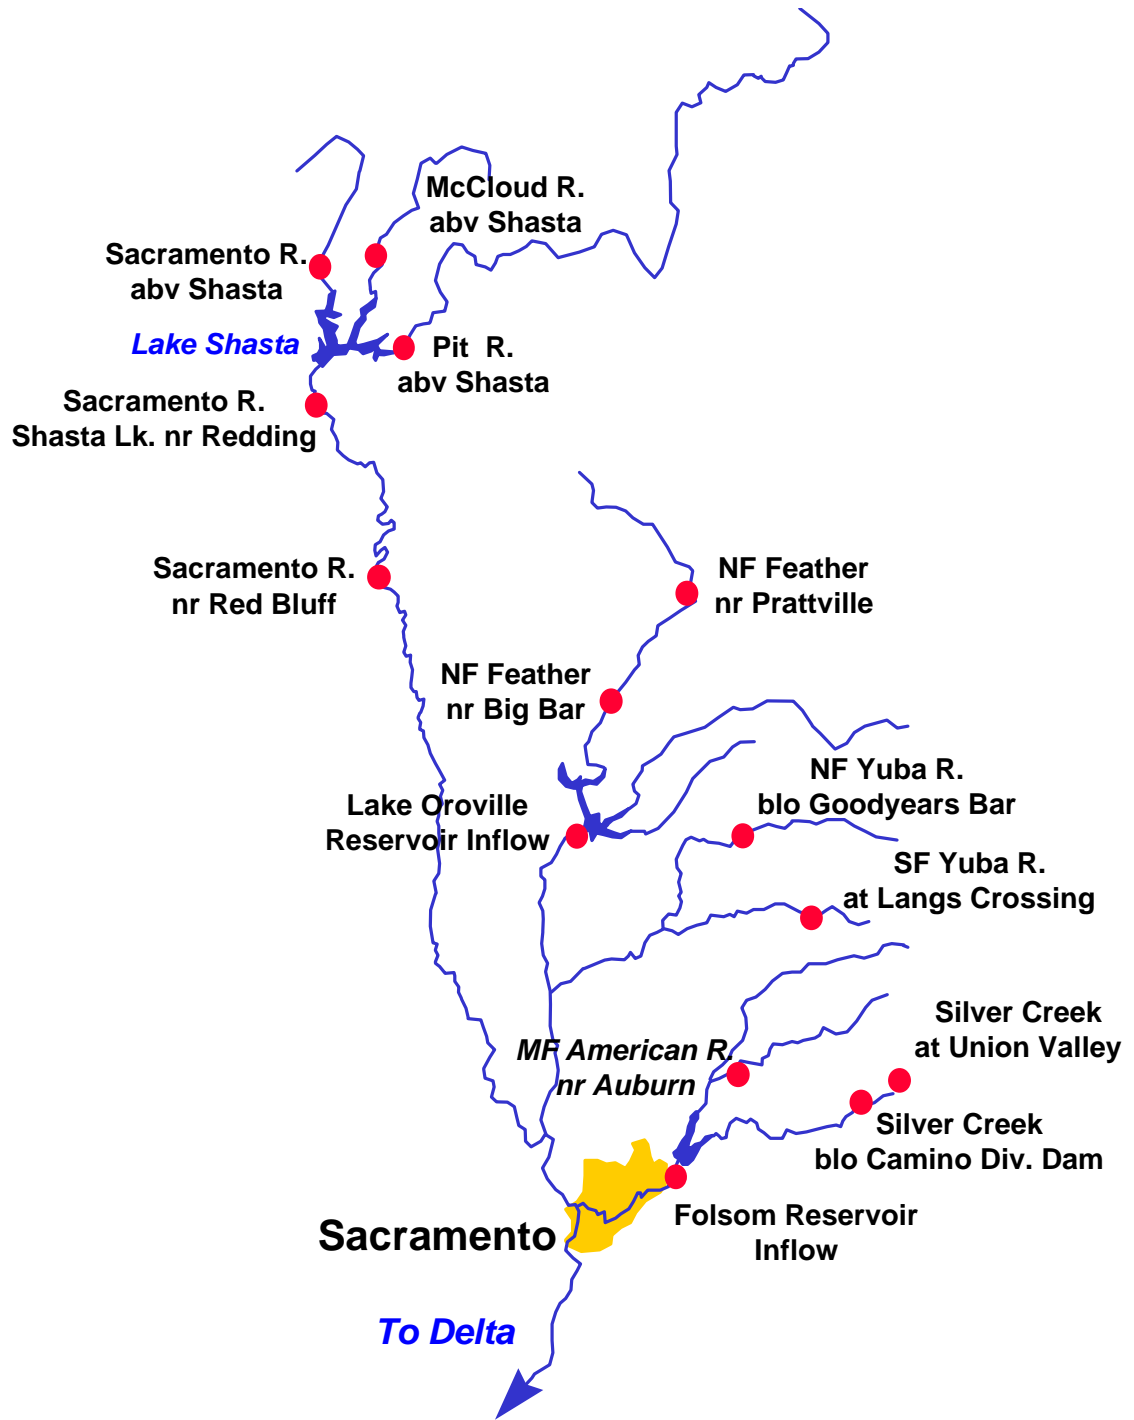 McCloud R.
abv Shasta
Sacramento R.
abv Shasta
Lake Shasta
Pit R.
abv Shasta
Sacramento R.
Shasta Lk. nr Redding
Sacramento R.
nr Red Bluff
NF Feather
nr Prattville
NF Feather
nr Big Bar
NF Yuba R.
blo Goodyears Bar
Lake Oroville
Reservoir Inflow
SF Yuba R.
at Langs Crossing
Silver Creek
at Union Valley
MF American R.
nr Auburn
Silver Creek
blo Camino Div. Dam
Folsom Reservoir
Inflow
Sacramento
To Delta